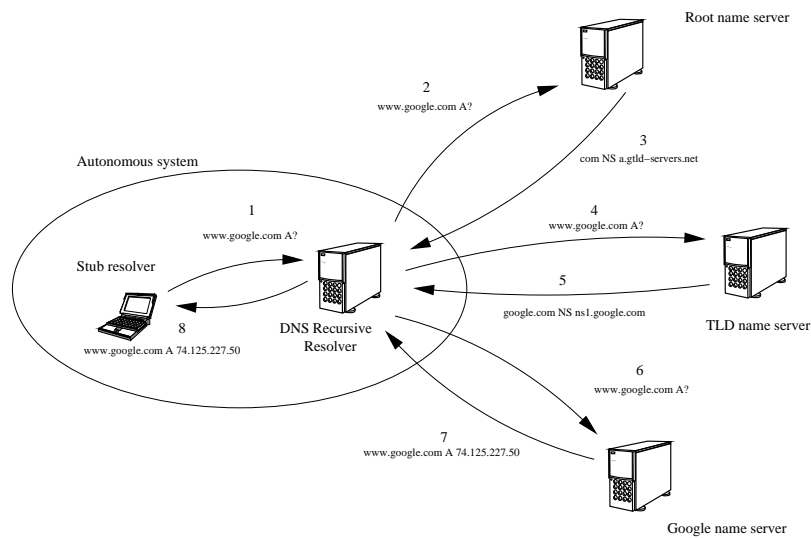 Root name server
2
www.google.com A?
3
com NS a.gtld−servers.net
Autonomous system
1
www.google.com A?
4
www.google.com A?
Stub resolver
5
google.com NS ns1.google.com
8
www.google.com A 74.125.227.50
DNS Recursive
Resolver
TLD name server
6
www.google.com A?
7
www.google.com A 74.125.227.50
Google name server